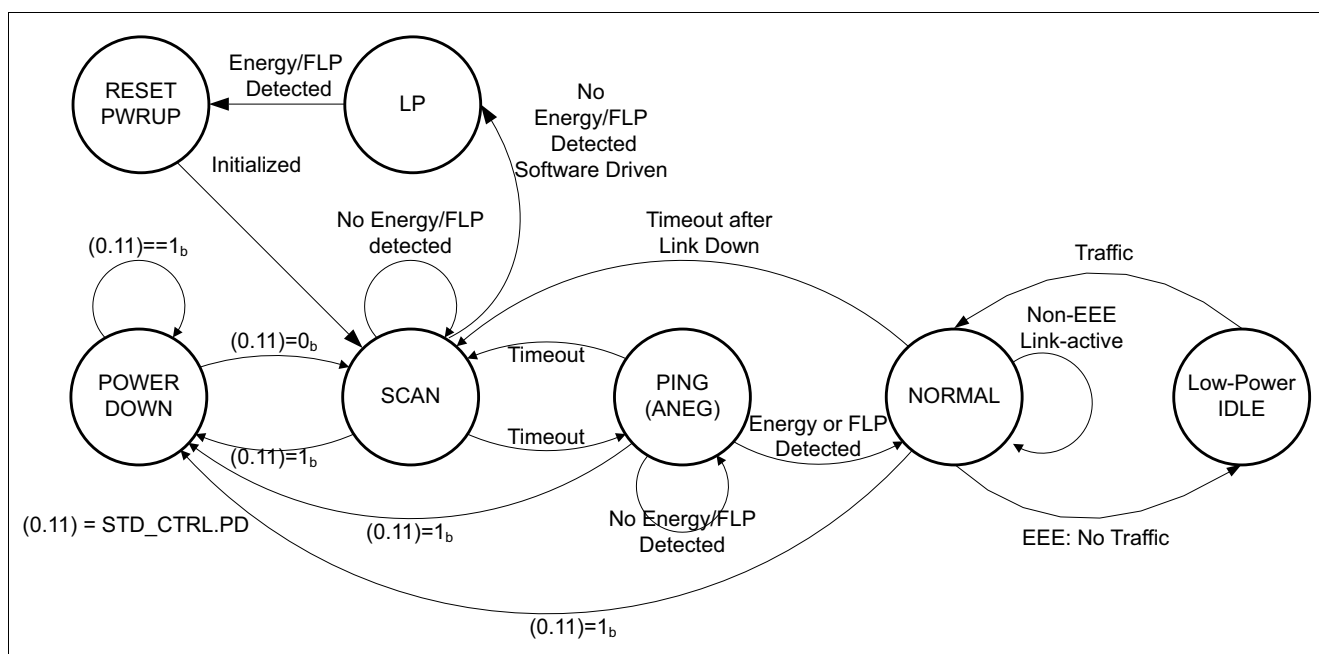 Energy/FLP
Detected
RESET
PWRUP
LP
No
Energy/FLP
Detected
Software Driven
Initialized
No Energy/FLP
detected
Timeout after
Link Down
(0.11)==1b
Traffic
Non-EEE
Link-active
(0.11)=0b
Timeout
POWER
DOWN
SCAN
PING
(ANEG)
NORMAL
Low-Power
IDLE
Energy or FLP
Detected
Timeout
(0.11)=1b
(0.11) = STD_CTRL.PD
(0.11)=1b
No Energy/FLP
Detected
EEE: No Traffic
(0.11)=1b